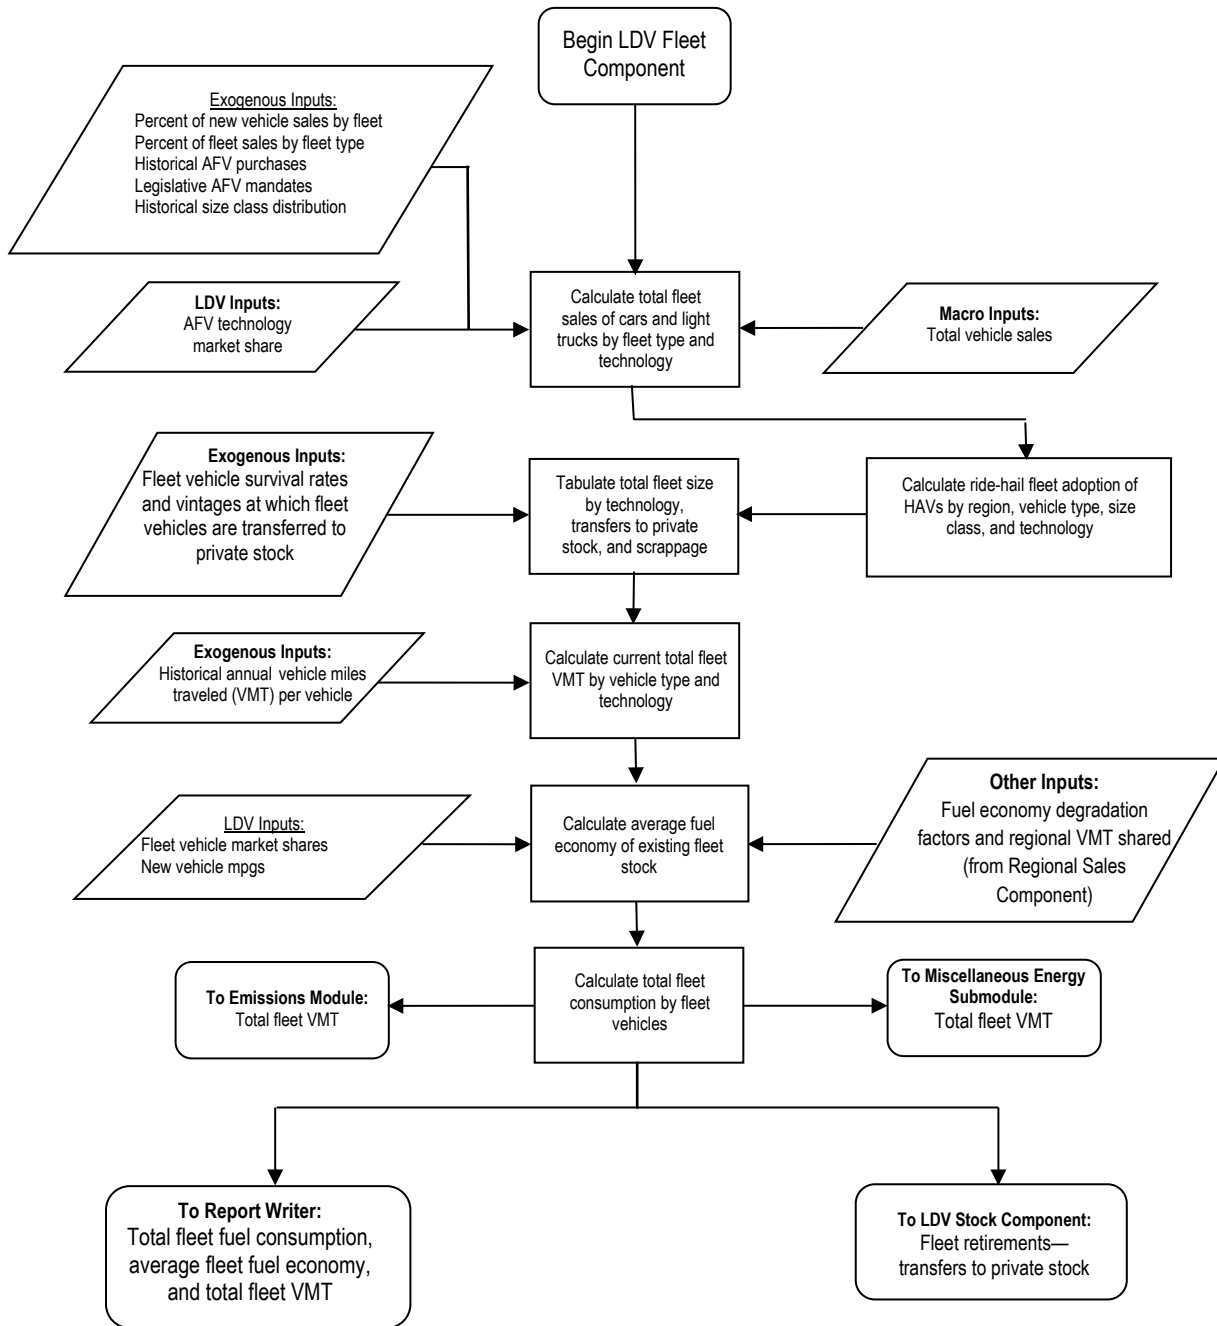 Begin LDV Fleet
Component
Exogenous Inputs:
Percent of new vehicle sales by fleet
Percent of fleet sales by fleet type
Historical AFV purchases
Legislative AFV mandates
Historical size class distribution
LDV Inputs:
AFV technology
market share
Calculate total fleet
sales of cars and light
trucks by fleet type and
technology
Macro Inputs:
Total vehicle sales
Exogenous Inputs:
Fleet vehicle survival rates
and vintages at which fleet
vehicles are transferred to
private stock
Tabulate total fleet size
by technology,
transfers to private
stock, and scrappage
Calculate ride-hail fleet adoption of
HAVs by region, vehicle type, size
class, and technology
Exogenous Inputs:
Historical annual vehicle miles
traveled (VMT) per vehicle
Calculate current total fleet
VMT by vehicle type and
technology
LDV Inputs:
Fleet vehicle market shares
New vehicle mpgs
Calculate average fuel
economy of existing fleet
stock
Other Inputs:
Fuel economy degradation
factors and regional VMT shared
(from Regional Sales
Component)
To Emissions Module:
Total fleet VMT
Calculate total fleet
consumption by fleet
vehicles
To Miscellaneous Energy
Submodule:
Total fleet VMT
To Report Writer:
Total fleet fuel consumption,
average fleet fuel economy,
and total fleet VMT
To LDV Stock Component:
Fleet retirements—
transfers to private stock